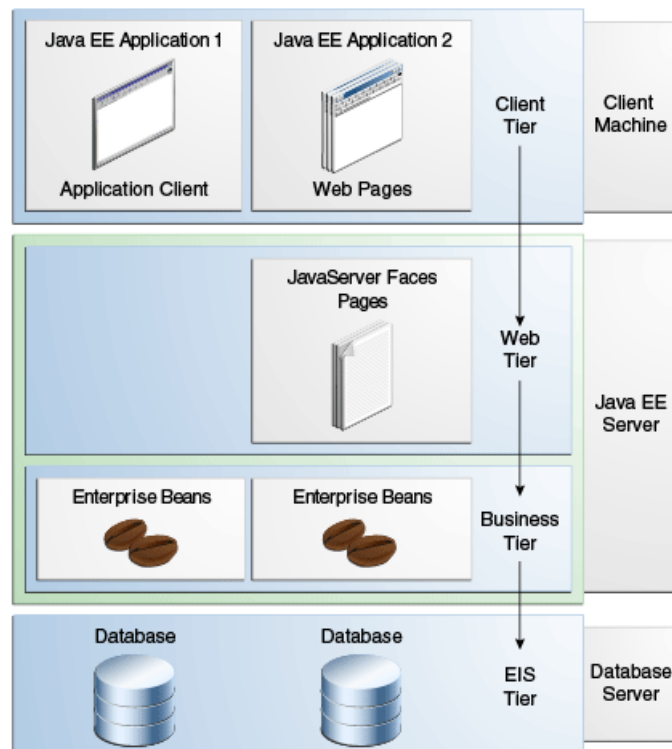 Java EE Application 1
Java EE Application 2
Application Client
Web Pages
Client
Tier
Client
Machine
JavaServer Faces
Pages
Web
Tier
Java EE
Server
Enterprise Beans
Enterprise Beans
Business
Tier
Database
Database
EIS
Tier
Database
Server